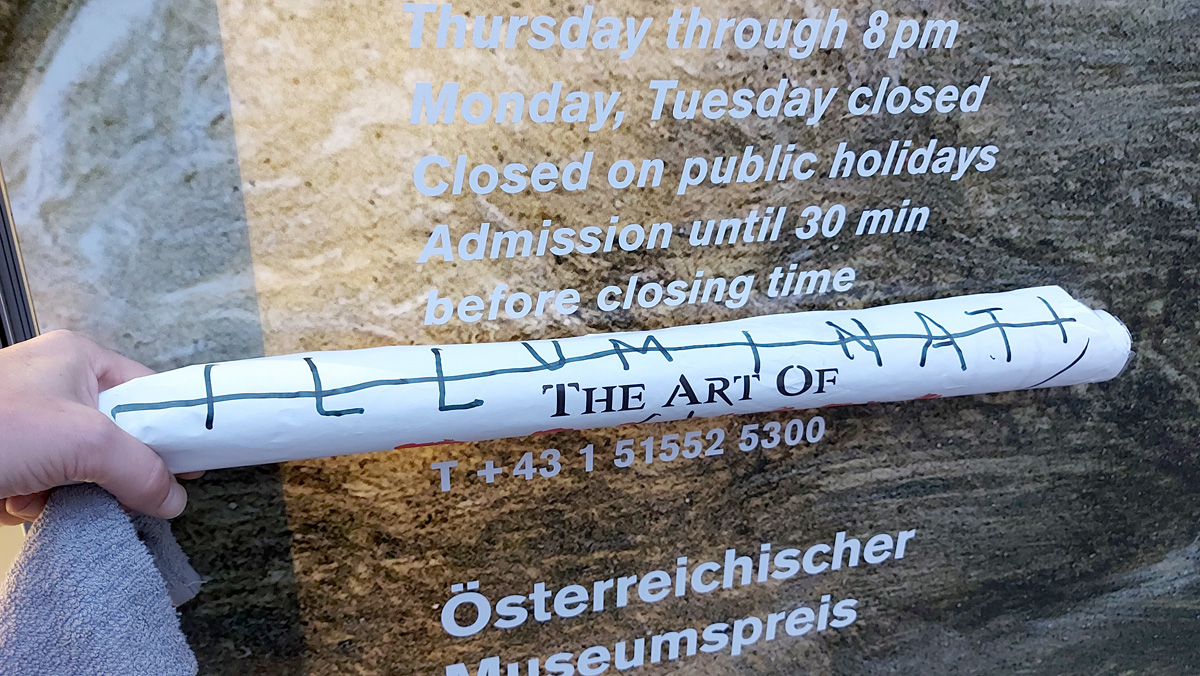 Thursday through 8 pm
Monday, Tuesday closed
Closed on public holidays
Admission until 30 min
before closing time
ILLUMINATI
THE ART OF
T +43 1 51552 5300
Österreichischer
Museumspreis